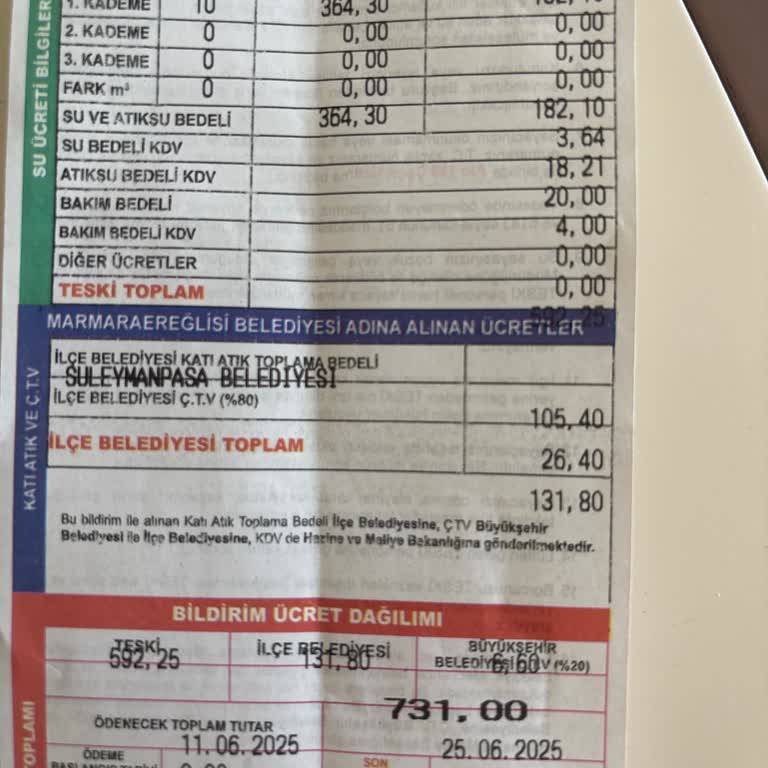 1. KADEME 10 364,30 182,10
2. KADEME 0 0,00 0,00
3. KADEME 0 0,00 0,00
FARK m³ 0 0,00 0,00
SU VE ATIKSU BEDELİ 364,30 182,10
SU BEDELİ KDV 3,64
ATIKSU BEDELİ KDV 18,21
BAKIM BEDELİ 20,00
BAKIM BEDELİ KDV 4,00
DİĞER ÜCRETLER 0,00
TESKİ TOPLAM 0,00
592,25
SU ÜCRETİ BİLGİLER
MARMARAEREĞLİSİ BELEDİYESİ ADINA ALINAN ÜCRETLER
KATI ATIK VE Ç.T.V
İLÇE BELEDİYESİ KATI ATIK TOPLAMA BEDELİ
SULEYMANPASA BELEDİYESİ
İLÇE BELEDİYESİ Ç.T.V (%80) 105,40
İLÇE BELEDİYESİ TOPLAM 26,40
131,80
Bu bildirim ile alınan Katı Atık Toplama Bedeli İlçe Belediyesine, ÇTV Büyükşehir
Belediyesi ile İlçe Belediyesine, KDV de Hazine ve Maliye Bakanlığına gönderilmektedir.
BİLDİRİM ÜCRET DAĞILIMI
TESKİ İLÇE BELEDİYESİ BÜYÜKŞEHİR
592,25 131,80 BELEDİYESİ Ç.T.V (%20) 6,60
731.00
ÖDENECEK TOPLAM TUTAR
11.06.2025 25.06.2025
ÖDEME SON
TOPLAMI